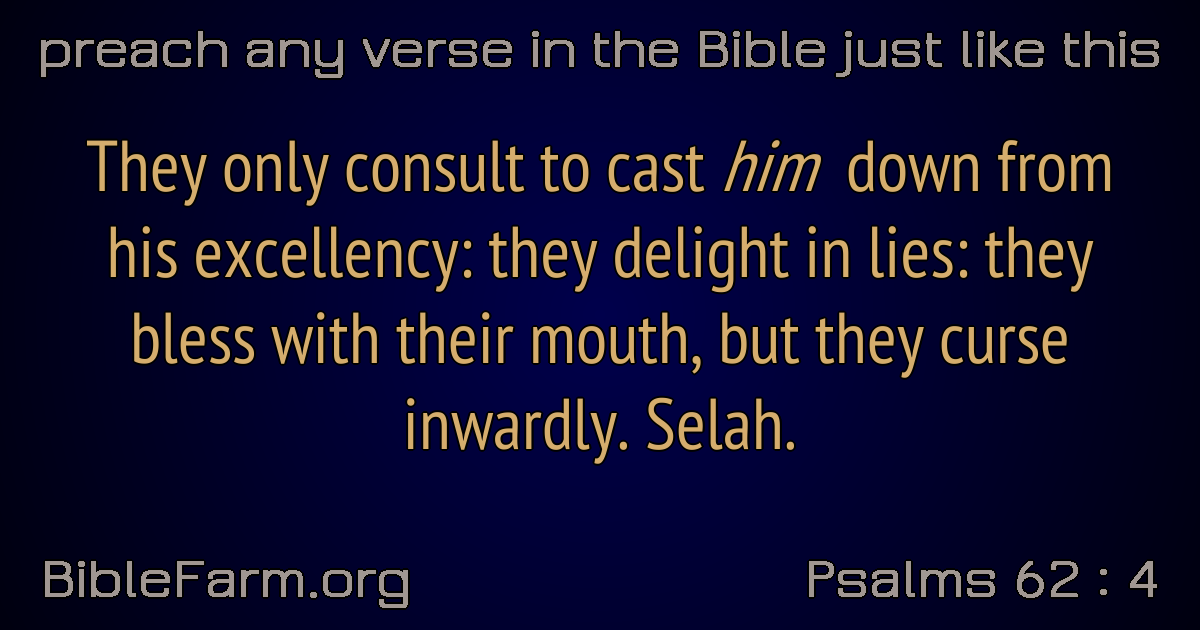 preach any verse in the Bible just like this
They only consult to cast him down from
his excellency: they delight in lies: they
bless with their mouth, but they curse
inwardly. Selah.
BibleFarm.org
Psalms 62 : 4